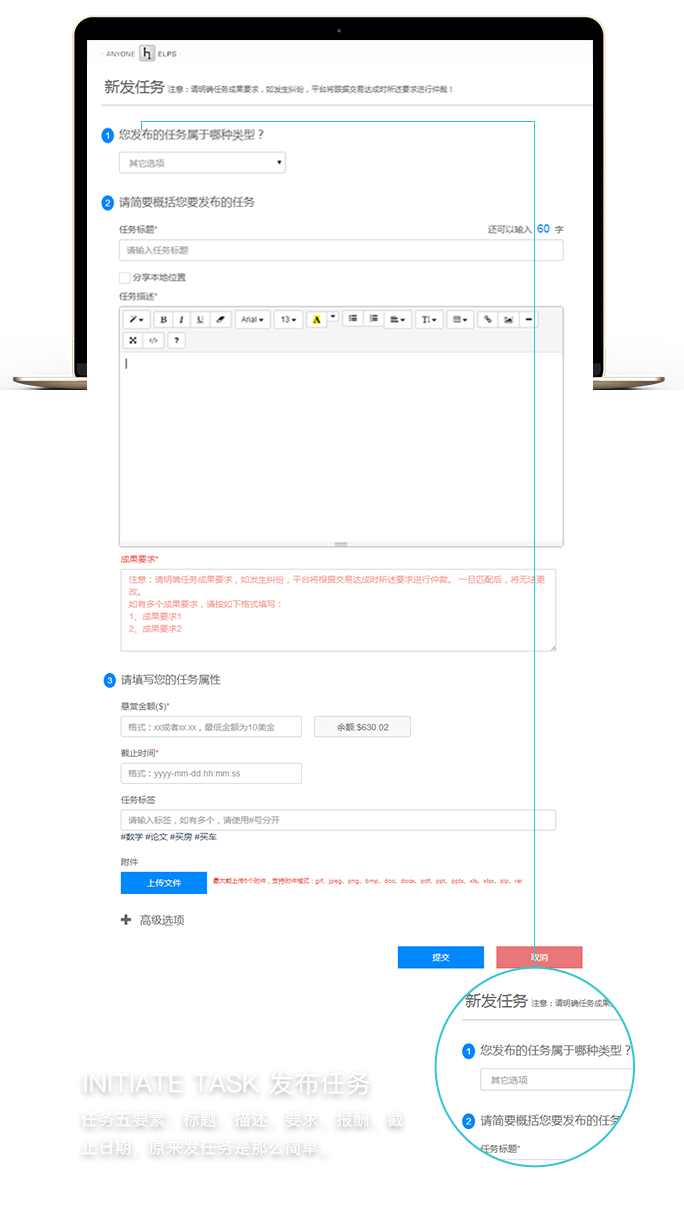 · ANYONE h ELPS ·
新发任务 注意：请明确任务成果要求，如发生纠纷，平台将根据交易达成时所述要求进行仲裁！
1 您发布的任务属于哪种类型？
其它选项
2 请简要概括您要发布的任务
任务标题* 还可以输入 60 字
请输入任务标题
分享本地位置
任务描述*
B I U Arial 13 A TI
</> ?
成果要求*
注意：请明确任务成果要求，如发生纠纷，平台将根据交易达成时所述要求进行仲裁。 一旦匹配后，将无法更
改。
如有多个成果要求，请按如下格式填写：
1、成果要求1
2、成果要求2
3 请填写您的任务属性
悬赏金额($)*
格式：xx或者xx.xx，最低金额为10美金 余额:$630.02
截止时间*
格式：yyyy-mm-dd hh:mm:ss
任务标签
请输入标签，如有多个，请使用#号分开
#数学 #论文 #买房 #买车
附件
上传文件 最大能上传5个附件，支持附件格式：gif、jpeg、png、bmp、doc、docx、pdf、ppt、pptx、xls、xlsx、zip、rar
高级选项
提交 取消
新发任务 注意：请明确任务成果
1 您发布的任务属于哪种类型？
其它选项
2 请简要概括您要发布的任务
任务标题*
INITIATE TASK 发布任务
任务五要素：标题、描述、要求、报酬、截
止日期，原来发任务是那么简单。